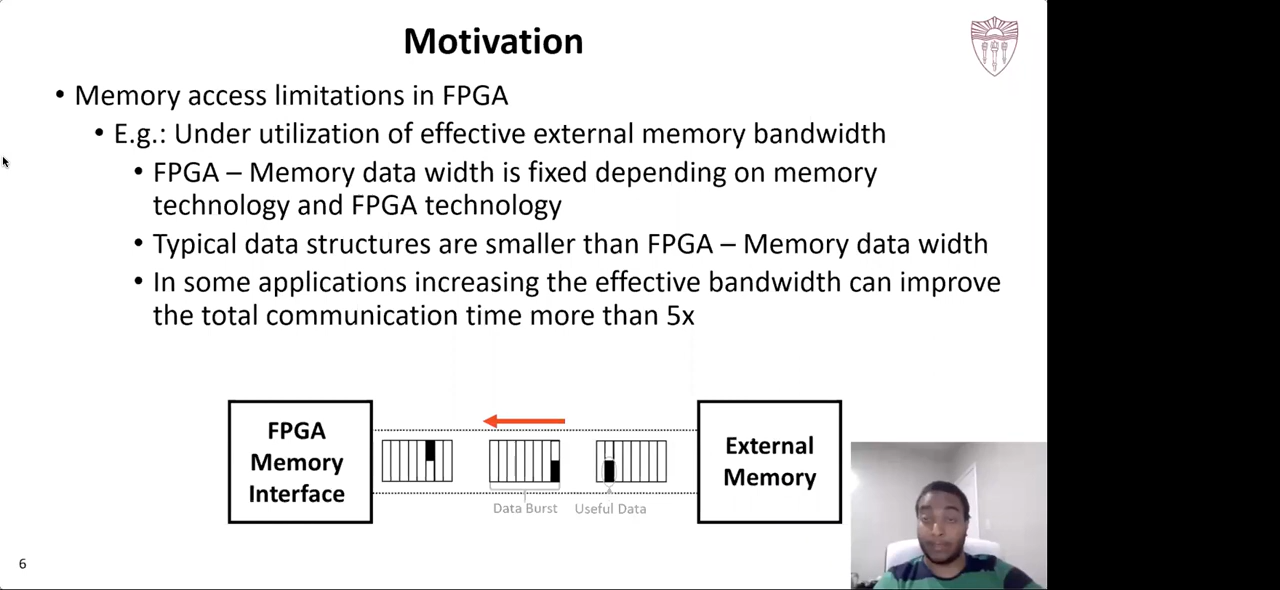 Motivation
• Memory access limitations in FPGA
• E.g.: Under utilization of effective external memory bandwidth
• FPGA – Memory data width is fixed depending on memory
technology and FPGA technology
• Typical data structures are smaller than FPGA – Memory data width
• In some applications increasing the effective bandwidth can improve
the total communication time more than 5x
FPGA
Memory
Interface
Data Burst
Useful Data
External
Memory
6